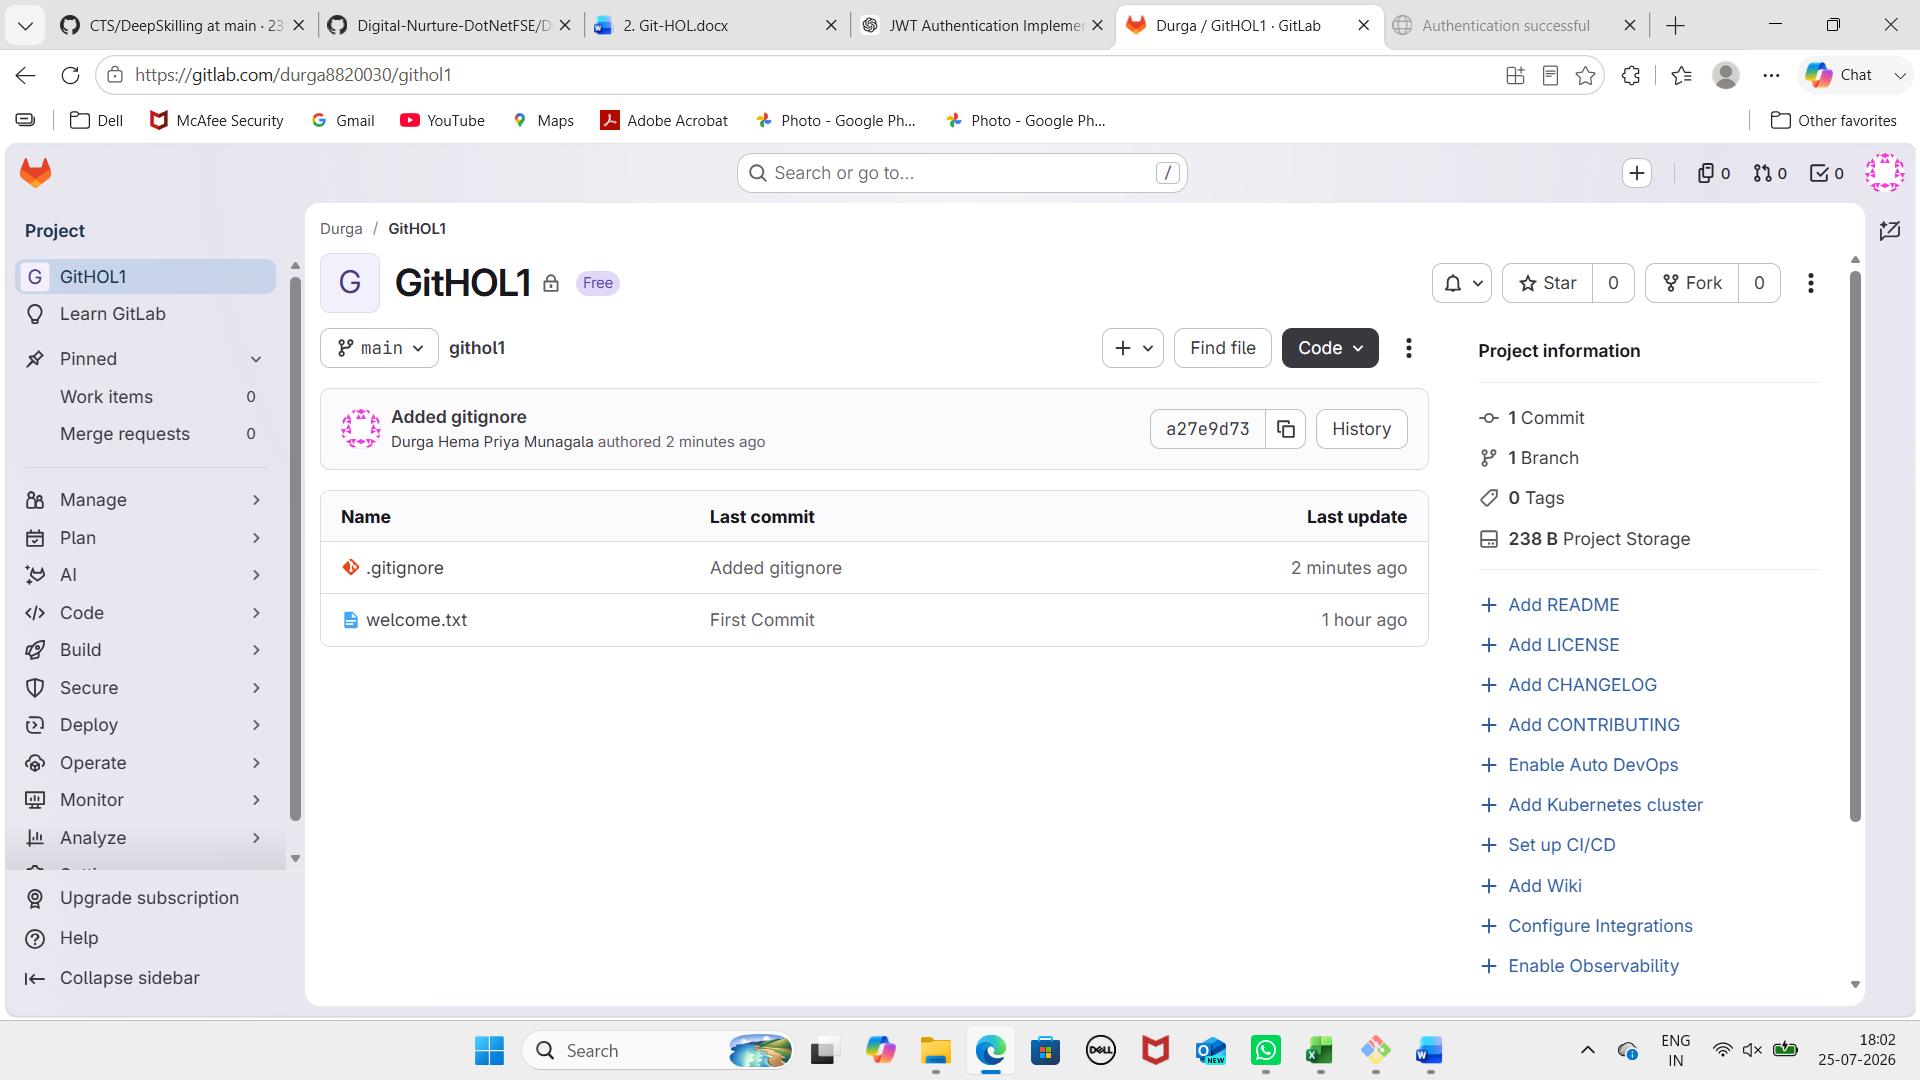 CTS/DeepSkilling at main · 23
Digital-Nurture-DotNetFSE/D
2. Git-HOL.docx
JWT Authentication Implemen
Durga / GitHOL1 · GitLab
Authentication successful
https://gitlab.com/durga8820030/githol1
Chat
Dell
McAfee Security
Gmail
YouTube
Maps
Adobe Acrobat
Photo - Google Ph...
Photo - Google Ph...
Other favorites
Search or go to...
/
0
0
0
Project
G GitHOL1
Learn GitLab
Pinned
Work items 0
Merge requests 0
Manage
Plan
AI
Code
Build
Secure
Deploy
Operate
Monitor
Analyze
Upgrade subscription
Help
Collapse sidebar
Durga / GitHOL1
G
GitHOL1
Free
Star 0
Fork 0
main
githol1
Find file
Code
Added gitignore
Durga Hema Priya Munagala authored 2 minutes ago
a27e9d73
History
Name Last commit Last update
.gitignore Added gitignore 2 minutes ago
welcome.txt First Commit 1 hour ago
Project information
1 Commit
1 Branch
0 Tags
238 B Project Storage
Add README
Add LICENSE
Add CHANGELOG
Add CONTRIBUTING
Enable Auto DevOps
Add Kubernetes cluster
Set up CI/CD
Add Wiki
Configure Integrations
Enable Observability
Search
DELL
NEW
ENG
IN
18:02
25-07-2026